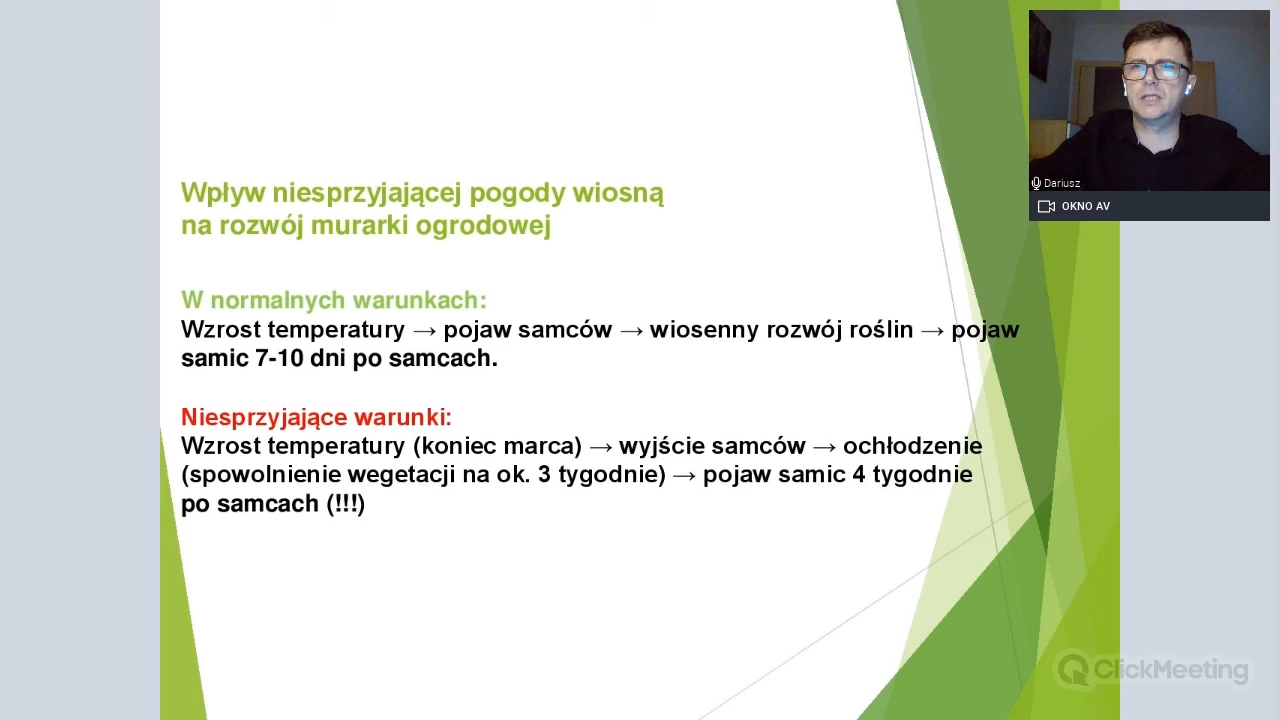 Wpływ niesprzyjającej pogody wiosną
na rozwój murarki ogrodowej
W normalnych warunkach:
Wzrost temperatury → pojaw samców → wiosenny rozwój roślin → pojaw
samic 7-10 dni po samcach.
Niesprzyjające warunki:
Wzrost temperatury (koniec marca) → wyjście samców → ochłodzenie
(spowolnienie wegetacji na ok. 3 tygodnie) → pojaw samic 4 tygodnie
po samcach (!!!)
Dariusz
OKNO AV
ClickMeeting